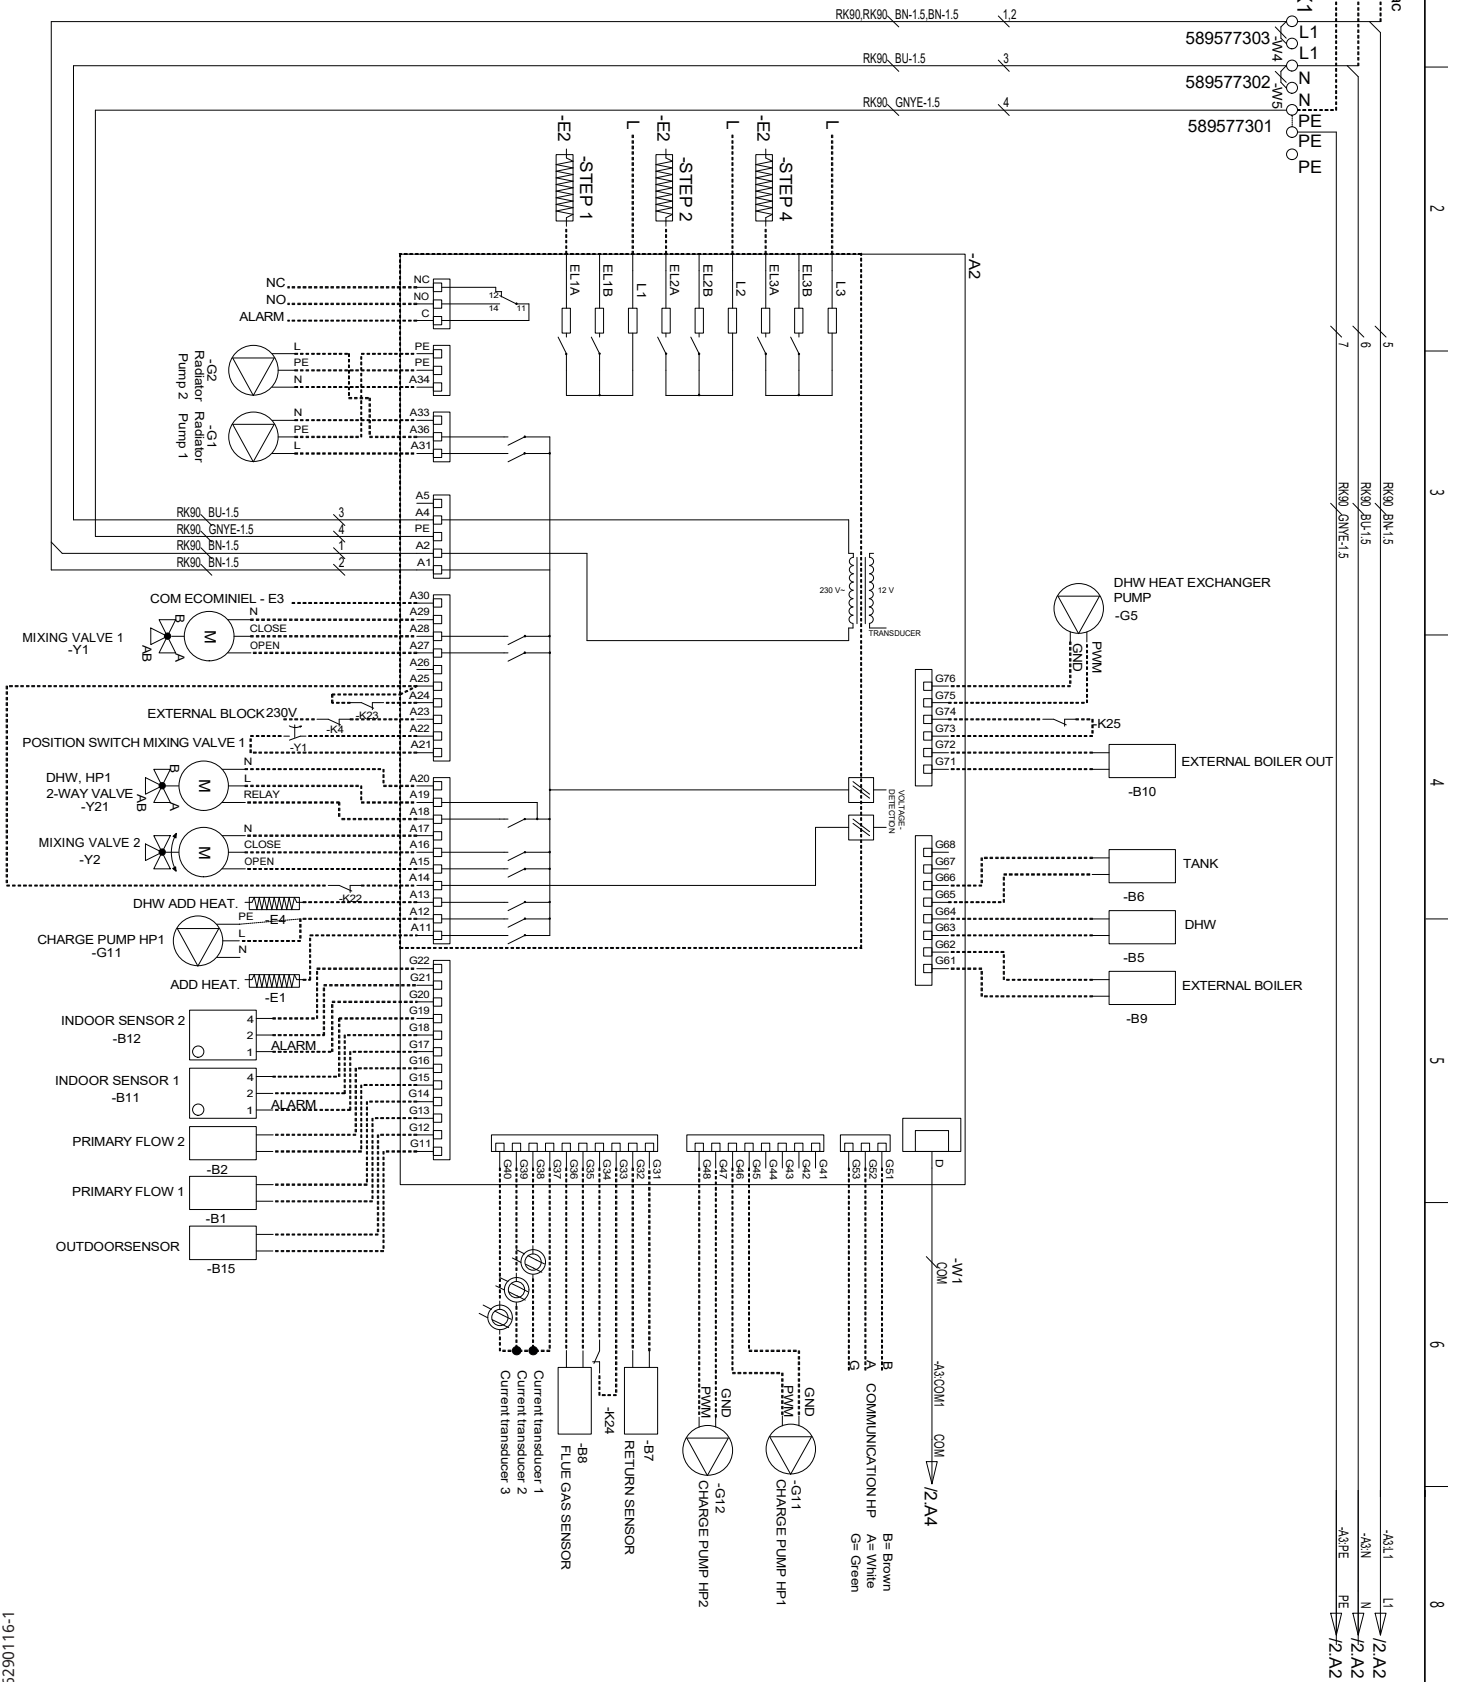 ac
RK90,RK90 BN-1.5,BN-1.5 1,2
RK90 BU-1.5 3
RK90 GNYE-1.5 4
589577303
-W4
L1
L1
589577302
-W5
N
N
589577301
PE
PE
PE
2
3
4
5
6
8
-E2
-STEP 1
L
-E2
-STEP 2
L
-E2
-STEP 4
L
-A2
EL1A
EL1B
L1
EL2A
EL2B
L2
EL3A
EL3B
L3
NC
NO
ALARM
NC
NO
C
12
14
11
L
PE
N
-G2
Radiator
Pump 2
PE
PE
A34
N
PE
L
-G1
Radiator
Pump 1
A33
A36
A31
RK90 BU-1.5 3
RK90 GNYE-1.5 4
RK90 BN-1.5 1
RK90 BN-1.5 2
A5
A4
PE
A2
A1
230 V~
12 V
TRANSDUCER
5
6
7
RK90 BN-1.5
RK90 BU-1.5
RK90 GNYE-1.5
COM ECOMINIEL - E3
N
CLOSE
OPEN
MIXING VALVE 1
-Y1
B
A
AB
M
A30
A29
A28
A27
A26
A25
A24
A23
A22
A21
-K23
EXTERNAL BLOCK 230V
-K4
POSITION SWITCH MIXING VALVE 1
-Y1
DHW, HP1
2-WAY VALVE
-Y21
B
A
AB
M
N
L
RELAY
MIXING VALVE 2
-Y2
M
N
CLOSE
OPEN
A20
A19
A18
A17
A16
A15
A14
A13
A12
A11
-K22
DHW ADD HEAT.
-E4
CHARGE PUMP HP1
-G11
PE
L
N
ADD HEAT.
-E1
VOLTAGE-
DETECTION
DHW HEAT EXCHANGER
PUMP
-G5
GND
PWM
G76
G75
G74
G73
G72
G71
-K25
EXTERNAL BOILER OUT
-B10
G68
G67
G66
G65
G64
G63
G62
G61
TANK
-B6
DHW
-B5
EXTERNAL BOILER
-B9
INDOOR SENSOR 2
-B12
4
2
1
ALARM
INDOOR SENSOR 1
-B11
4
2
1
ALARM
PRIMARY FLOW 2
-B2
PRIMARY FLOW 1
-B1
OUTDOORSENSOR
-B15
G22
G21
G20
G19
G18
G17
G16
G15
G14
G13
G12
G11
G40
G39
G38
G37
G36
G35
G34
G33
G32
G31
G48
G47
G46
G45
G44
G43
G42
G41
G53
G52
G51
D
Current transducer 1
Current transducer 2
Current transducer 3
-B8
FLUE GAS SENSOR
-K24
-B7
RETURN SENSOR
PWM
GND
-G12
CHARGE PUMP HP2
PWM
GND
-G11
CHARGE PUMP HP1
G
A
B
COMMUNICATION HP
B= Brown
A= White
G= Green
-W1
COM
-A3:COM1 COM
/2.A4
-A3:L1 L1 /2.A2
-A3:N N /2.A2
-A3:PE PE /2.A2